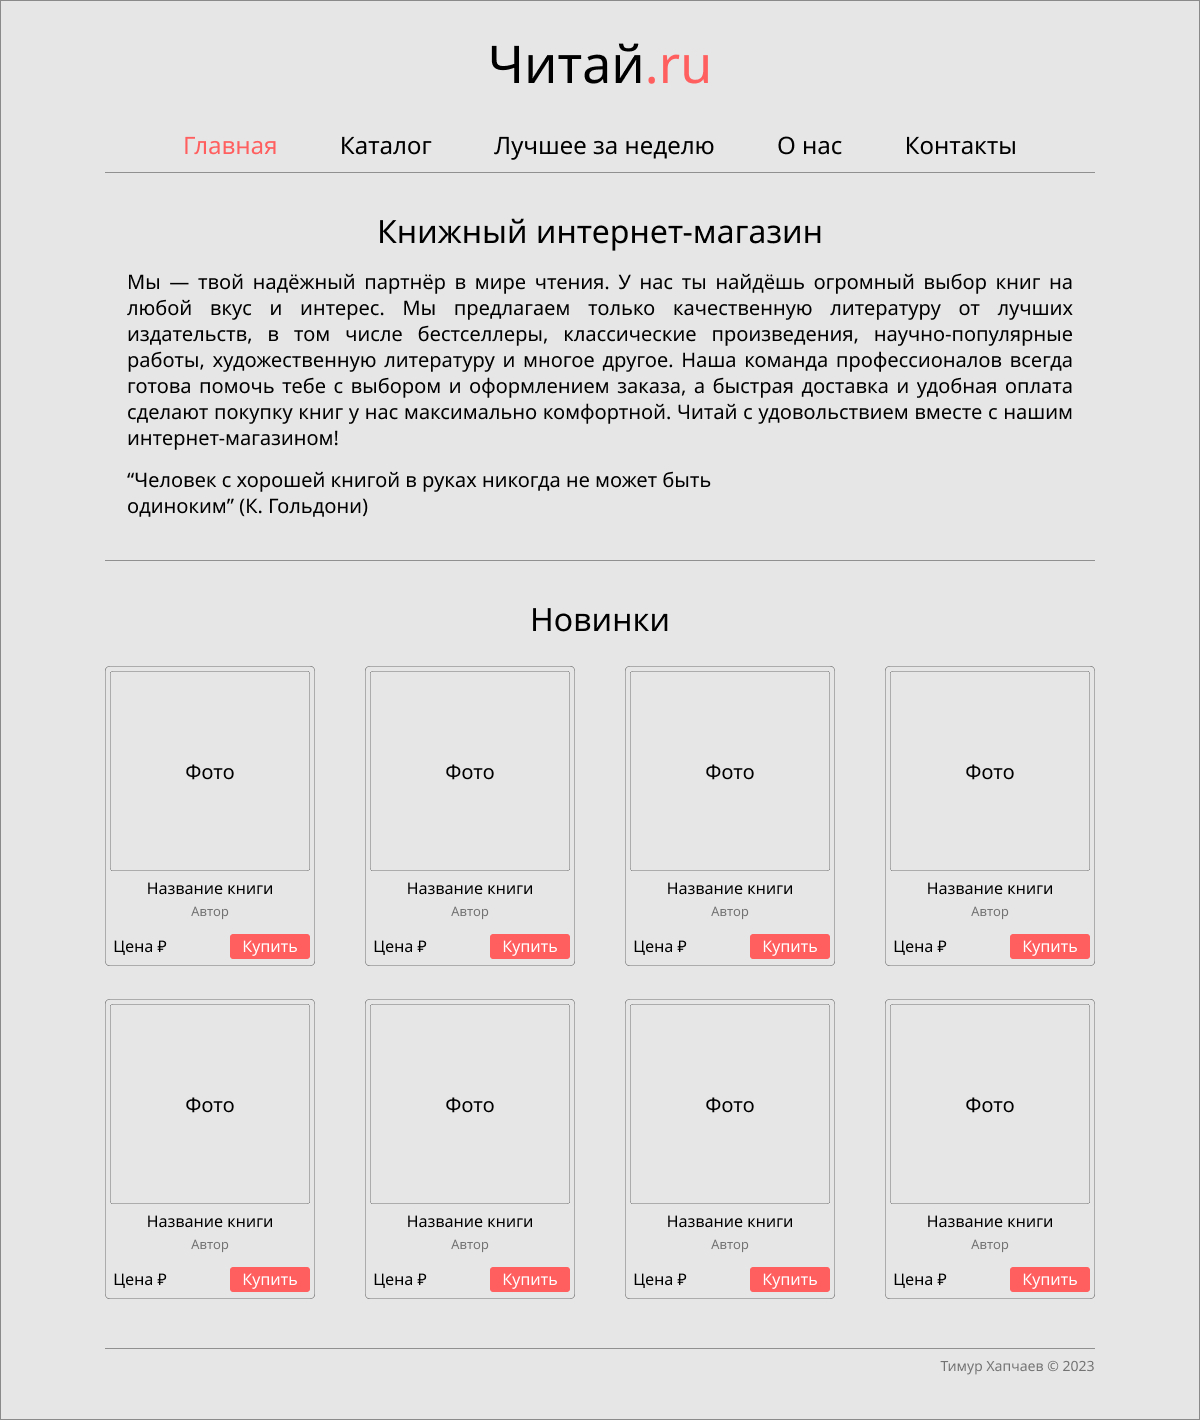 Читай.ru
Главная Каталог Лучшее за неделю О нас Контакты
Книжный интернет-магазин
Мы — твой надёжный партнёр в мире чтения. У нас ты найдёшь огромный выбор книг на
любой вкус и интерес. Мы предлагаем только качественную литературу от лучших
издательств, в том числе бестселлеры, классические произведения, научно-популярные
работы, художественную литературу и многое другое. Наша команда профессионалов всегда
готова помочь тебе с выбором и оформлением заказа, а быстрая доставка и удобная оплата
сделают покупку книг у нас максимально комфортной. Читай с удовольствием вместе с нашим
интернет-магазином!
“Человек с хорошей книгой в руках никогда не может быть
одиноким” (К. Гольдони)
Новинки
Фото Фото Фото Фото
Название книги Название книги Название книги Название книги
Автор Автор Автор Автор
Цена ₽ Купить Цена ₽ Купить Цена ₽ Купить Цена ₽ Купить
Фото Фото Фото Фото
Название книги Название книги Название книги Название книги
Автор Автор Автор Автор
Цена ₽ Купить Цена ₽ Купить Цена ₽ Купить Цена ₽ Купить
Тимур Хапчаев © 2023